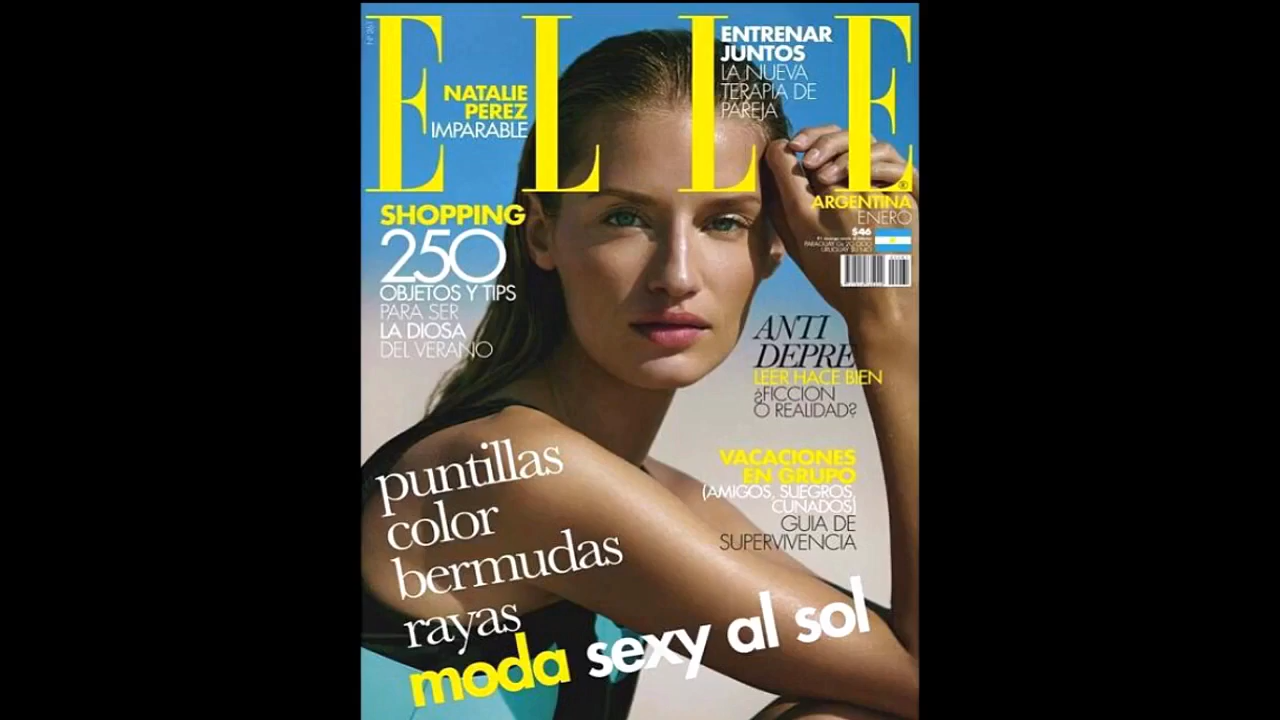 ELLE
ENTRENAR
JUNTOS
LA NUEVA
TERAPIA DE
PAREJA
NATALIE
PEREZ
IMPARABLE
ARGENTINA
ENERO
$46
SHOPPING
250
OBJETOS Y TIPS
PARA SER
LA DIOSA
DEL VERANO
ANTI
DEPRE
LEER HACE BIEN
¿FICCION
O REALIDAD?
VACACIONES
EN GRUPO
(AMIGOS, SUEGROS,
CUNADOS)
GUIA DE
SUPERVIVENCIA
puntillas
color
bermudas
rayas
moda sexy al sol